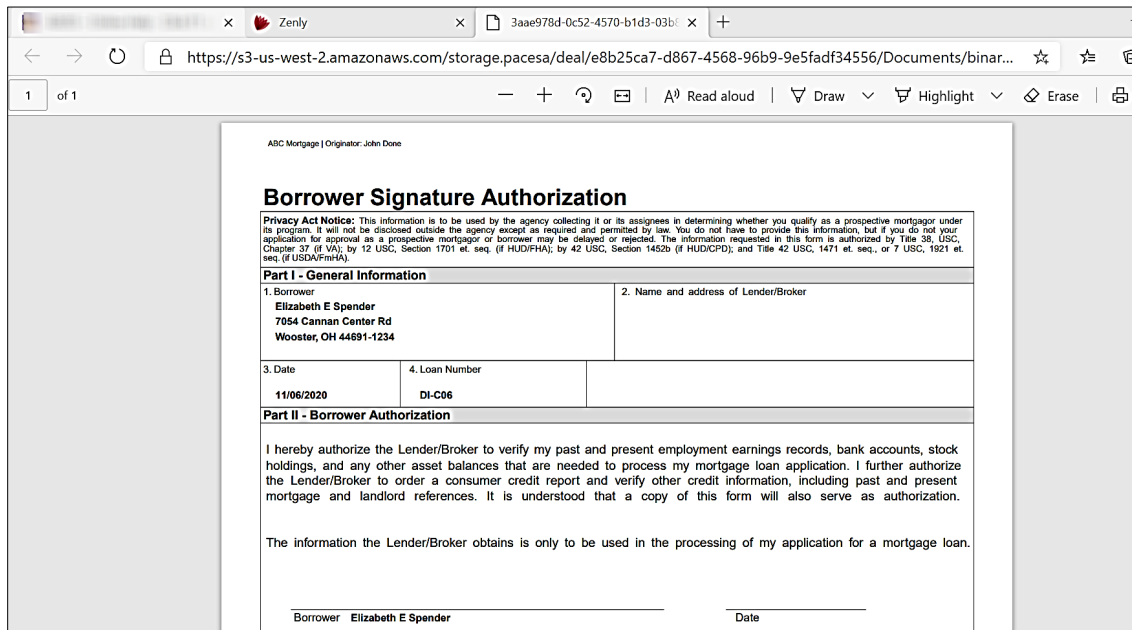 Zenly
3aae978d-0c52-4570-b1d3-03b8
https://s3-us-west-2.amazonaws.com/storage.pacesa/deal/e8b25ca7-d867-4568-96b9-9e5fadf34556/Documents/binar...
1 of 1
Read aloud
Draw
Highlight
Erase
ABC Mortgage | Originator: John Done
Borrower Signature Authorization
Privacy Act Notice: This information is to be used by the agency collecting it or its assignees in determining whether you qualify as a prospective mortgagor under
its program. It will not be disclosed outside the agency except as required and permitted by law. You do not have to provide this information, but if you do not your
application for approval as a prospective mortgagor or borrower may be delayed or rejected. The information requested in this form is authorized by Title 38, USC,
Chapter 37 (if VA); by 12 USC, Section 1701 et. seq. (if HUD/FHA); by 42 USC, Section 1452b (if HUD/CPD); and Title 42 USC, 1471 et. seq., or 7 USC, 1921 et.
seq. (if USDA/FmHA).
Part I - General Information
1. Borrower
Elizabeth E Spender
7054 Cannan Center Rd
Wooster, OH 44691-1234
2. Name and address of Lender/Broker
3. Date
11/06/2020
4. Loan Number
DI-C06
Part II - Borrower Authorization
I hereby authorize the Lender/Broker to verify my past and present employment earnings records, bank accounts, stock
holdings, and any other asset balances that are needed to process my mortgage loan application. I further authorize
the Lender/Broker to order a consumer credit report and verify other credit information, including past and present
mortgage and landlord references. It is understood that a copy of this form will also serve as authorization.
The information the Lender/Broker obtains is only to be used in the processing of my application for a mortgage loan.
Borrower Elizabeth E Spender
Date